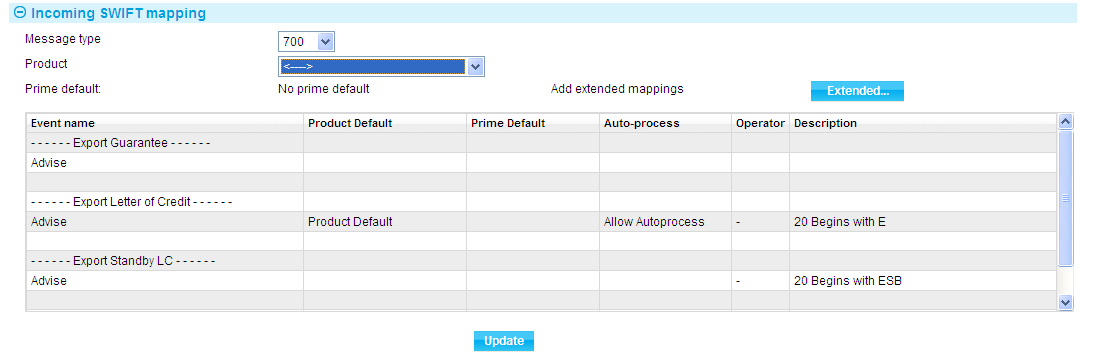 Incoming SWIFT mapping
Message type 700
Product <---->
Prime default: No prime default Add extended mappings Extended...
Event name Product Default Prime Default Auto-process Operator Description
- - - - - - Export Guarantee - - - - - -
Advise
- - - - - - Export Letter of Credit - - - - - -
Advise Product Default Allow Autoprocess - 20 Begins with E
- - - - - - Export Standby LC - - - - - -
Advise - 20 Begins with ESB
Update